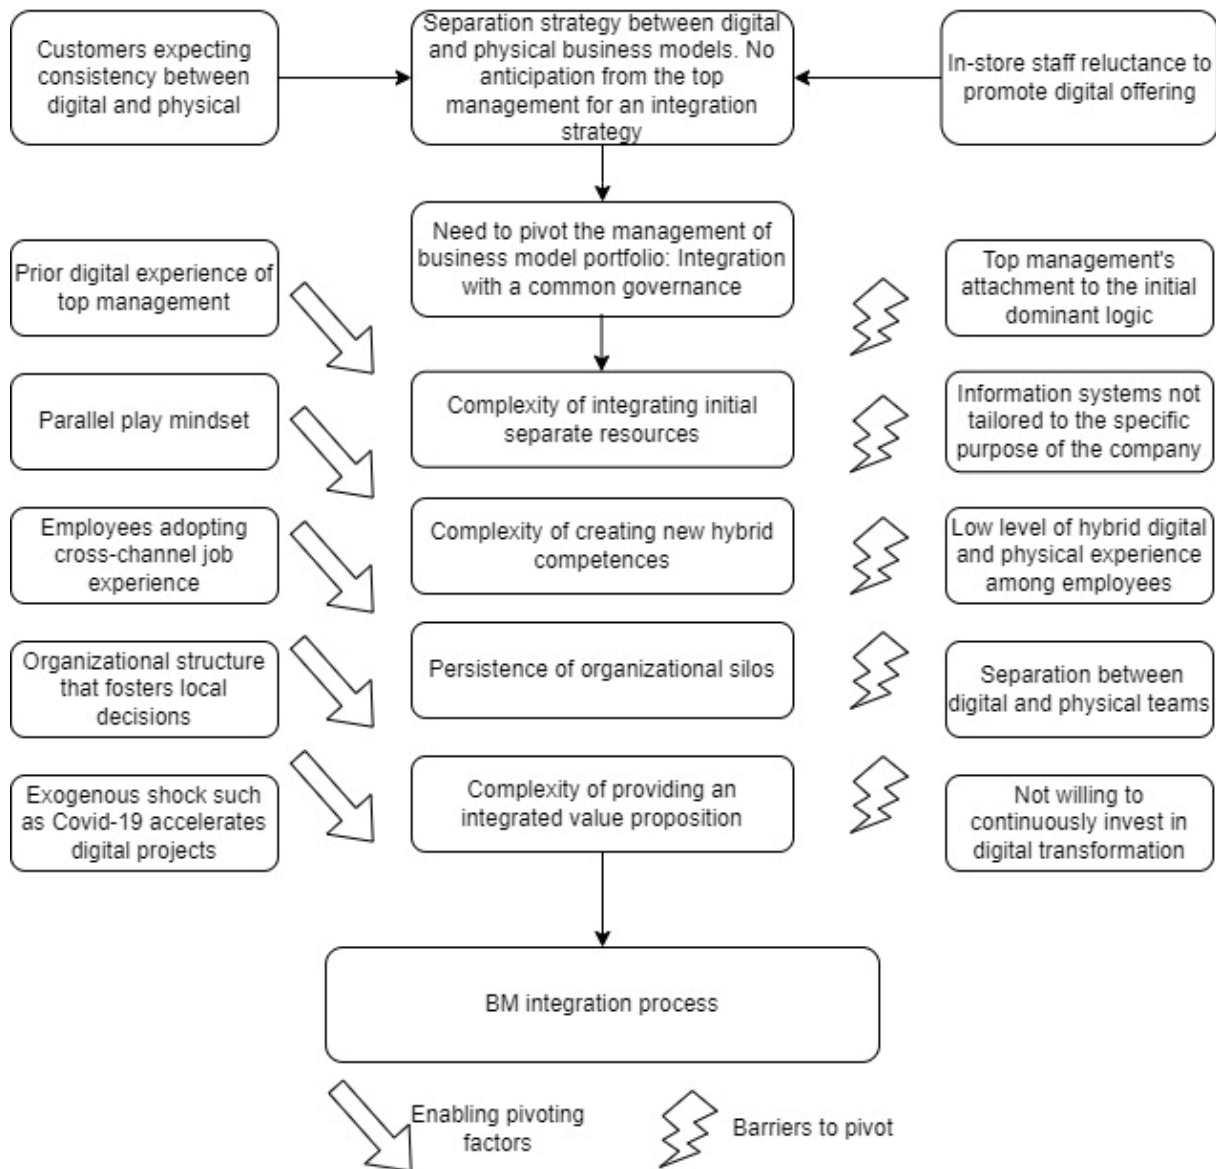 Customers expecting
consistency between
digital and physical
Separation strategy between digital
and physical business models. No
anticipation from the top
management for an integration
strategy
In-store staff reluctance to
promote digital offering
Need to pivot the management of
business model portfolio: Integration
with a common governance
Prior digital experience of
top management
Top management's
attachment to the initial
dominant logic
Parallel play mindset
Complexity of integrating initial
separate resources
Information systems not
tailored to the specific
purpose of the company
Employees adopting
cross-channel job
experience
Complexity of creating new hybrid
competences
Low level of hybrid digital
and physical experience
among employees
Organizational structure
that fosters local
decisions
Persistence of organizational silos
Separation between
digital and physical teams
Exogenous shock such
as Covid-19 accelerates
digital projects
Complexity of providing an
integrated value proposition
Not willing to
continuously invest in
digital transformation
BM integration process
Enabling pivoting
factors
Barriers to pivot